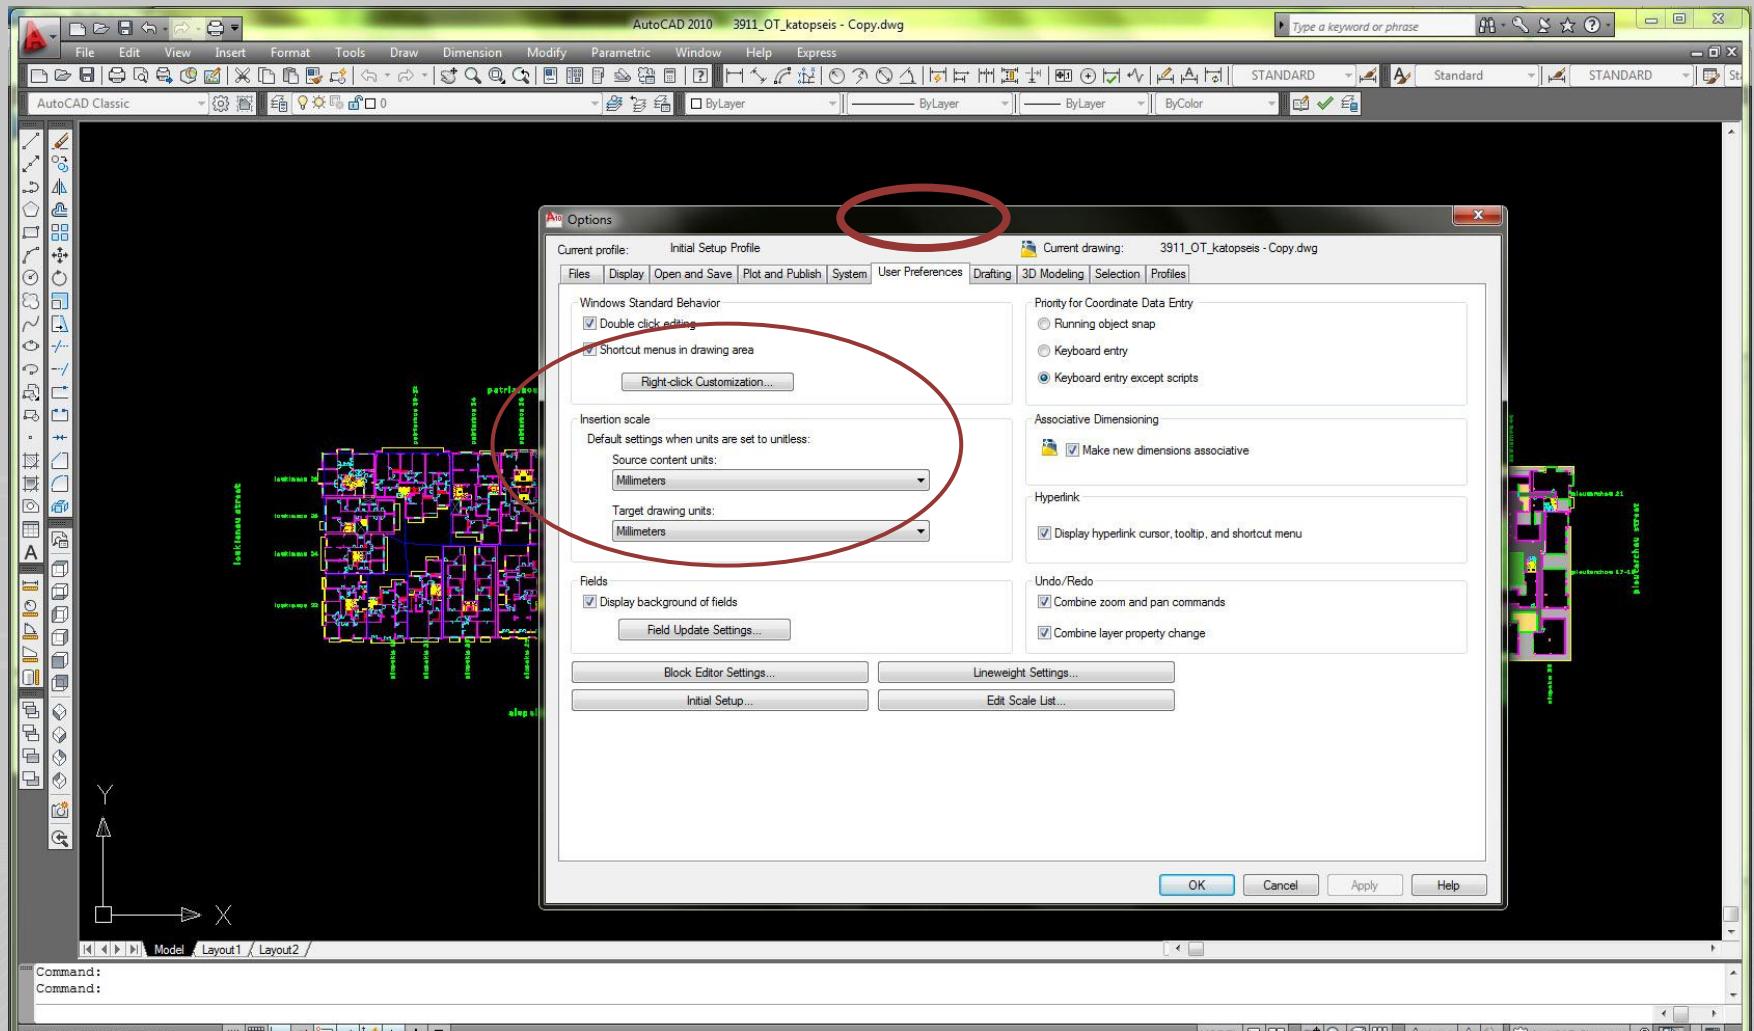 AutoCAD 2010 3911_OT_katopseis - Copy.dwg
Type a keyword or phrase
File Edit View Insert Format Tools Draw Dimension Modify Parametric Window Help Express
STANDARD Standard STANDARD
AutoCAD Classic 0 ByLayer ByLayer ByLayer ByColor
Options
Current profile: Initial Setup Profile Current drawing: 3911_OT_katopseis - Copy.dwg
Files Display Open and Save Plot and Publish System User Preferences Drafting 3D Modeling Selection Profiles
Windows Standard Behavior
Double click editing
Shortcut menus in drawing area
Right-click Customization...
Insertion scale
Default settings when units are set to unitless:
Source content units:
Millimeters
Target drawing units:
Millimeters
Fields
Display background of fields
Field Update Settings...
Block Editor Settings...
Initial Setup...
Priority for Coordinate Data Entry
Running object snap
Keyboard entry
Keyboard entry except scripts
Associative Dimensioning
Make new dimensions associative
Hyperlink
Display hyperlink cursor, tooltip, and shortcut menu
Undo/Redo
Combine zoom and pan commands
Combine layer property change
Lineweight Settings...
Edit Scale List...
OK Cancel Apply Help
Y
X
Model Layout1 Layout2
Command:
Command: